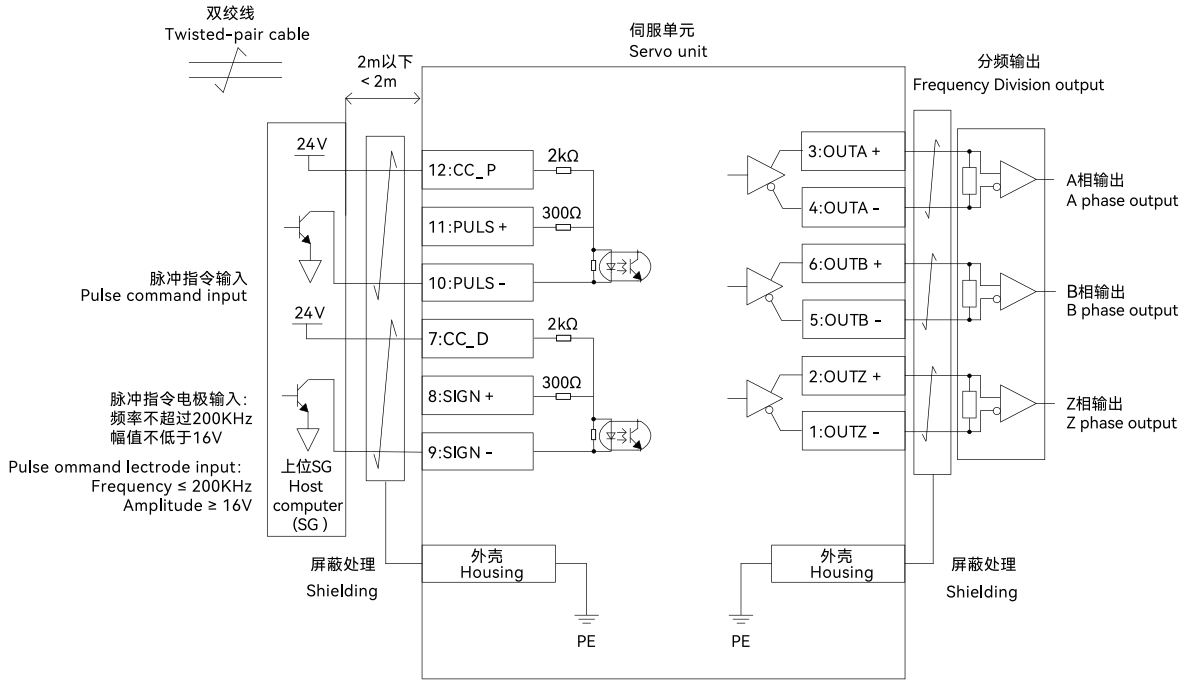 双绞线
Twisted-pair cable
2m以下
< 2m
伺服单元
Servo unit
分频输出
Frequency Division output
24V
12:CC_P
2kΩ
11:PULS +
300Ω
10:PULS -
脉冲指令输入
Pulse command input
24V
7:CC_D
2kΩ
8:SIGN +
300Ω
9:SIGN -
脉冲指令电极输入:
频率不超过200KHz
幅值不低于16V
Pulse ommand lectrode input:
Frequency ≤ 200KHz
Amplitude ≥ 16V
上位SG
Host
computer
(SG )
3:OUTA +
4:OUTA -
A相输出
A phase output
6:OUTB +
5:OUTB -
B相输出
B phase output
2:OUTZ +
1:OUTZ -
Z相输出
Z phase output
屏蔽处理
Shielding
外壳
Housing
PE
外壳
Housing
PE
屏蔽处理
Shielding